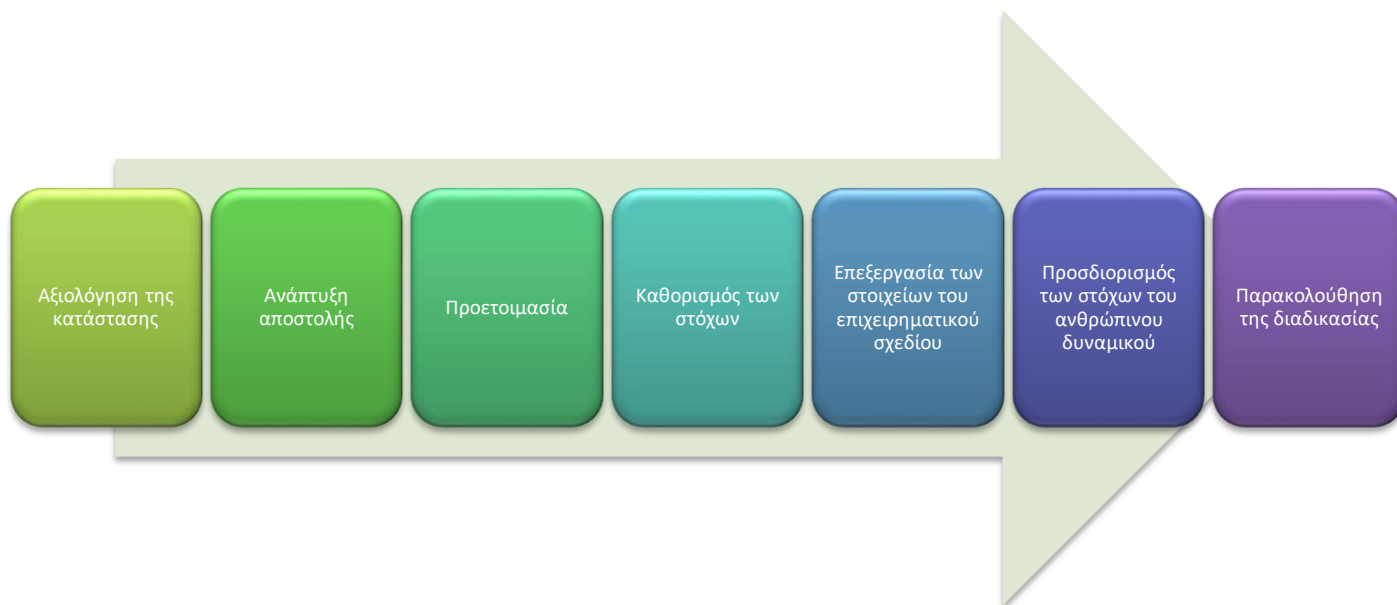 Αξιολόγηση της
κατάστασης
Ανάπτυξη
αποστολής
Προετοιμασία
Καθορισμός των
στόχων
Επεξεργασία των
στοιχείων του
επιχειρηματικού
σχεδίου
Προσδιορισμός
των στόχων του
ανθρώπινου
δυναμικού
Παρακολούθηση
της διαδικασίας